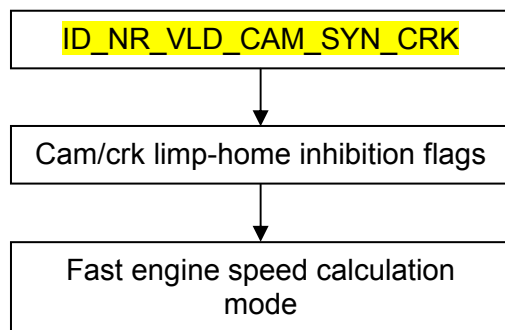 ID_NR_VLD_CAM_SYN_CRK
Cam/crk limp-home inhibition flags
Fast engine speed calculation
mode